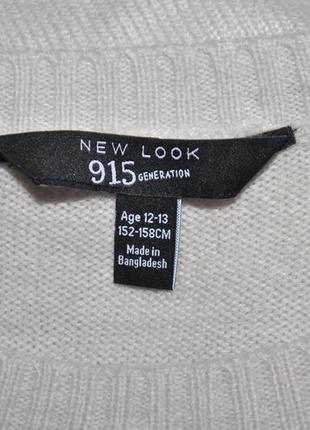 NEW LOOK
915 GENERATION
Age 12-13
152-158CM
Made in
Bangladesh